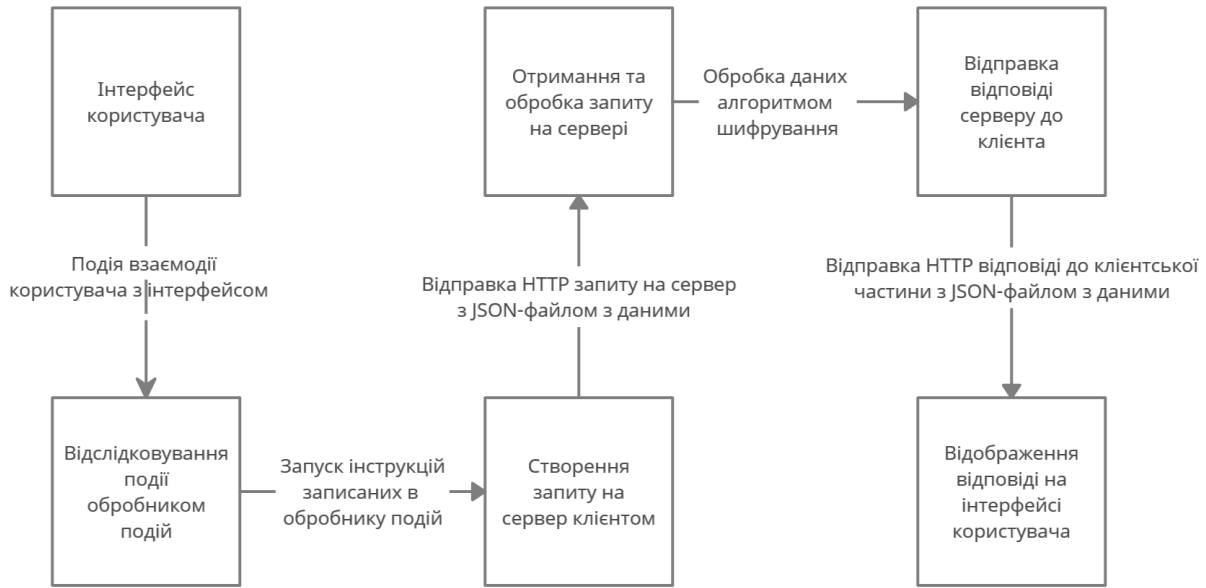 Інтерфейс
користувача
Подія взаємодії
користувача з інтерфейсом
Відслідковування
події
обробником
подій
Запуск інструкцій
записаних в
обробнику подій
Створення
запиту на
сервер клієнтом
Відправка HTTP запиту на сервер
з JSON-файлом з даними
Отримання та
обробка запиту
на сервері
Обробка даних
алгоритмом
шифрування
Відправка
відповіді
серверу до
клієнта
Відправка HTTP відповіді до клієнтської
частини з JSON-файлом з даними
Відображення
відповіді на
інтерфейсі
користувача